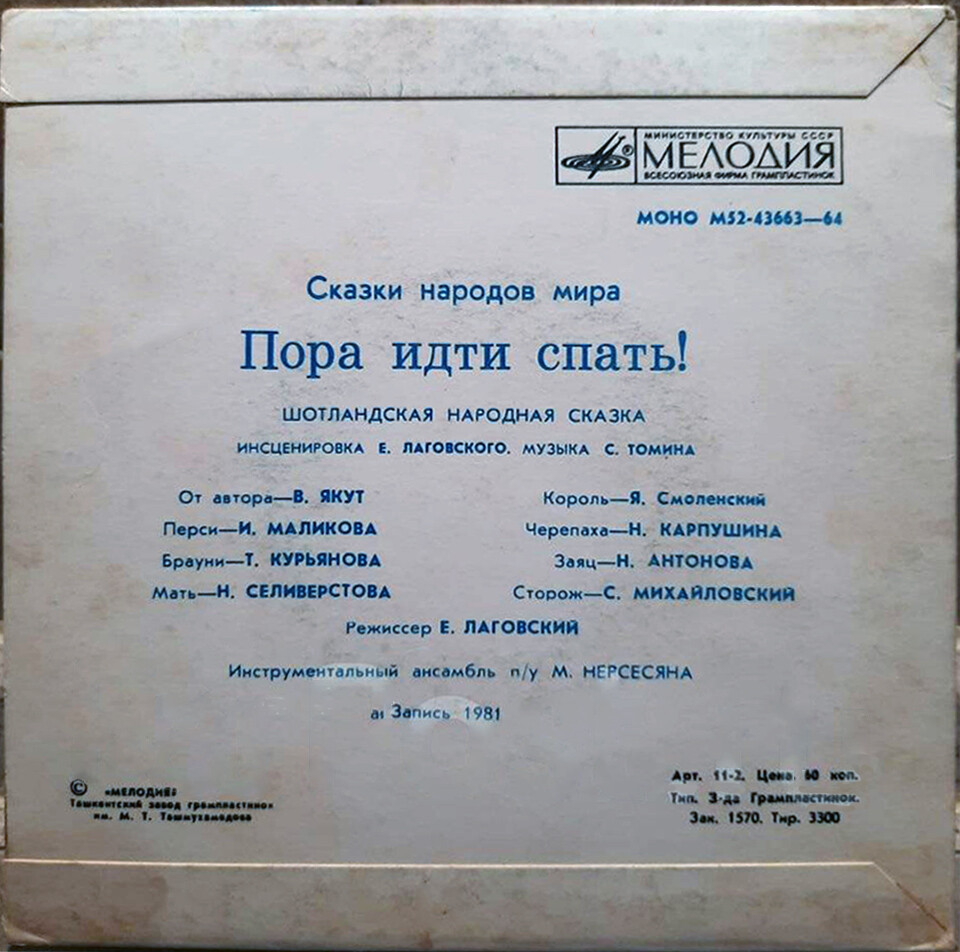 МИНИСТЕРСТВО КУЛЬТУРЫ СССР
МЕЛОДИЯ
ВСЕСОЮЗНАЯ ФИРМА ГРАМПЛАСТИНОК
МОНО М52-43663—64
Сказки народов мира
Пора идти спать!
ШОТЛАНДСКАЯ НАРОДНАЯ СКАЗКА
ИНСЦЕНИРОВКА Е. ЛАГОВСКОГО. МУЗЫКА С. ТОМИНА
От автора—В. ЯКУТ
Перси—И. МАЛИКОВА
Брауни—Т. КУРЬЯНОВА
Мать—Н. СЕЛИВЕРСТОВА
Король—Я. Смоленский
Черепаха—Н. КАРПУШИНА
Заяц—Н. АНТОНОВА
Сторож—С. МИХАЙЛОВСКИЙ
Режиссер Е. ЛАГОВСКИЙ
Инструментальный ансамбль п/у М. НЕРСЕСЯНА
аı Запись 1981
© «МЕЛОДИЯ»
Ташкентский завод грампластинок
им. М. Т. Ташмухамедова
Арт. 11-2. Цена 60 коп.
Тип. З-да Грампластинок.
Зак. 1570. Тир. 3300